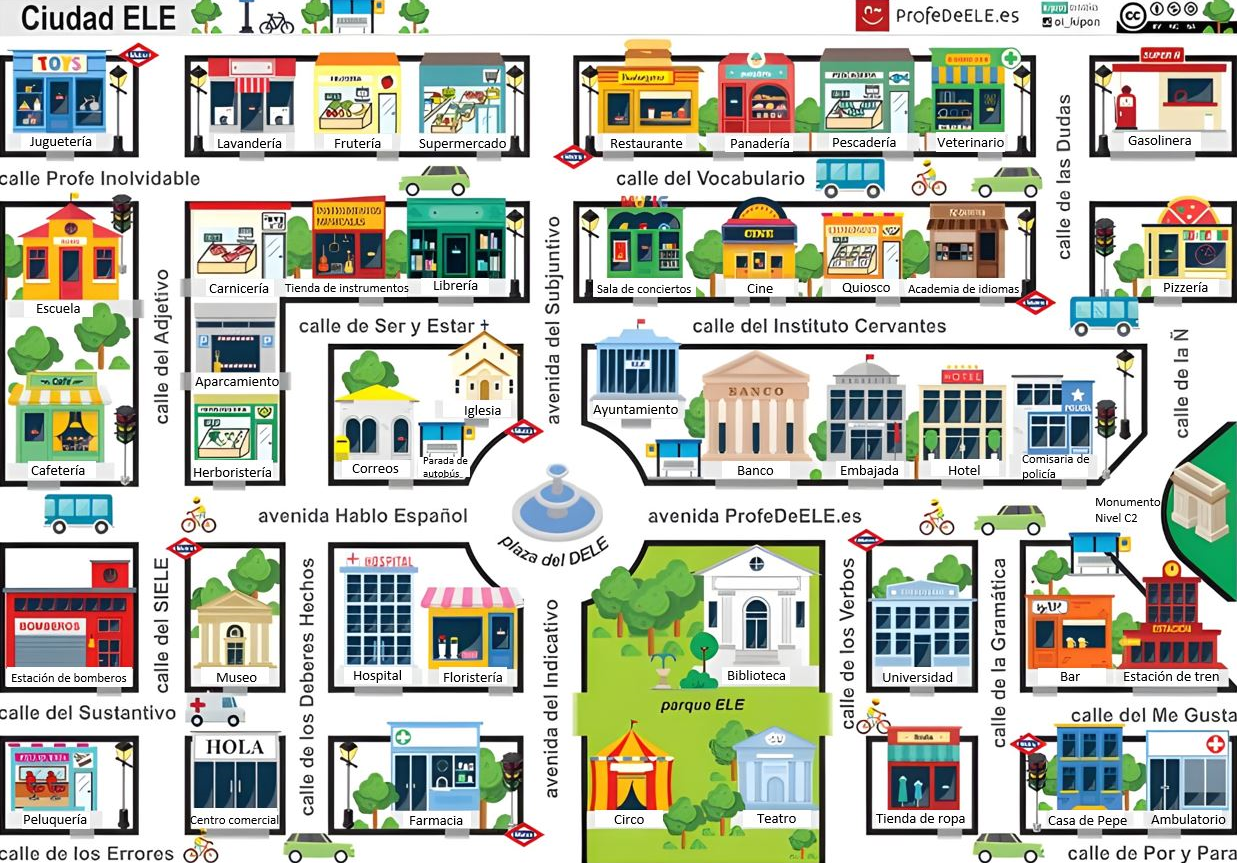 Ciudad ELE
ProfeDeELE.es
cc
TOYS
SUPER Ñ
Juguetería
Lavandería
Frutería
Supermercado
Restaurante
Panadería
Pescadería
Veterinario
Gasolinera
calle Profe Inolvidable
calle del Vocabulario
calle de las Dudas
MUSIC
INSTRUMENTOS MUSICALES
CINE
Escuela
Carnicería
Tienda de instrumentos
Librería
Sala de conciertos
Cine
Quiosco
Academia de idiomas
Pizzería
calle del Adjetivo
avenida del Subjuntivo
calle de Ser y Estar
calle del Instituto Cervantes
calle de la Ñ
P
P
Aparcamiento
Café
BANCO
HOTEL
Iglesia
Ayuntamiento
Cafetería
Herboristería
Correos
Parada de
autobús
Banco
Embajada
Hotel
Comisaría de
policía
Monumento
Nivel C2
avenida Hablo Español
avenida ProfeDeELE.es
plaza del DELE
BOMBEROS
HOSPITAL
ESTACIÓN
calle del SIELE
calle de los Deberes Hechos
avenida del Indicativo
calle de los Verbos
calle de la Gramática
Estación de bomberos
Museo
Hospital
Floristería
Biblioteca
Universidad
Bar
Estación de tren
parque ELE
calle del Sustantivo
calle del Me Gusta
HOLA
Peluquería
Centro comercial
Farmacia
Circo
Teatro
Tienda de ropa
Casa de Pepe
Ambulatorio
calle de los Errores
calle de Por y Para